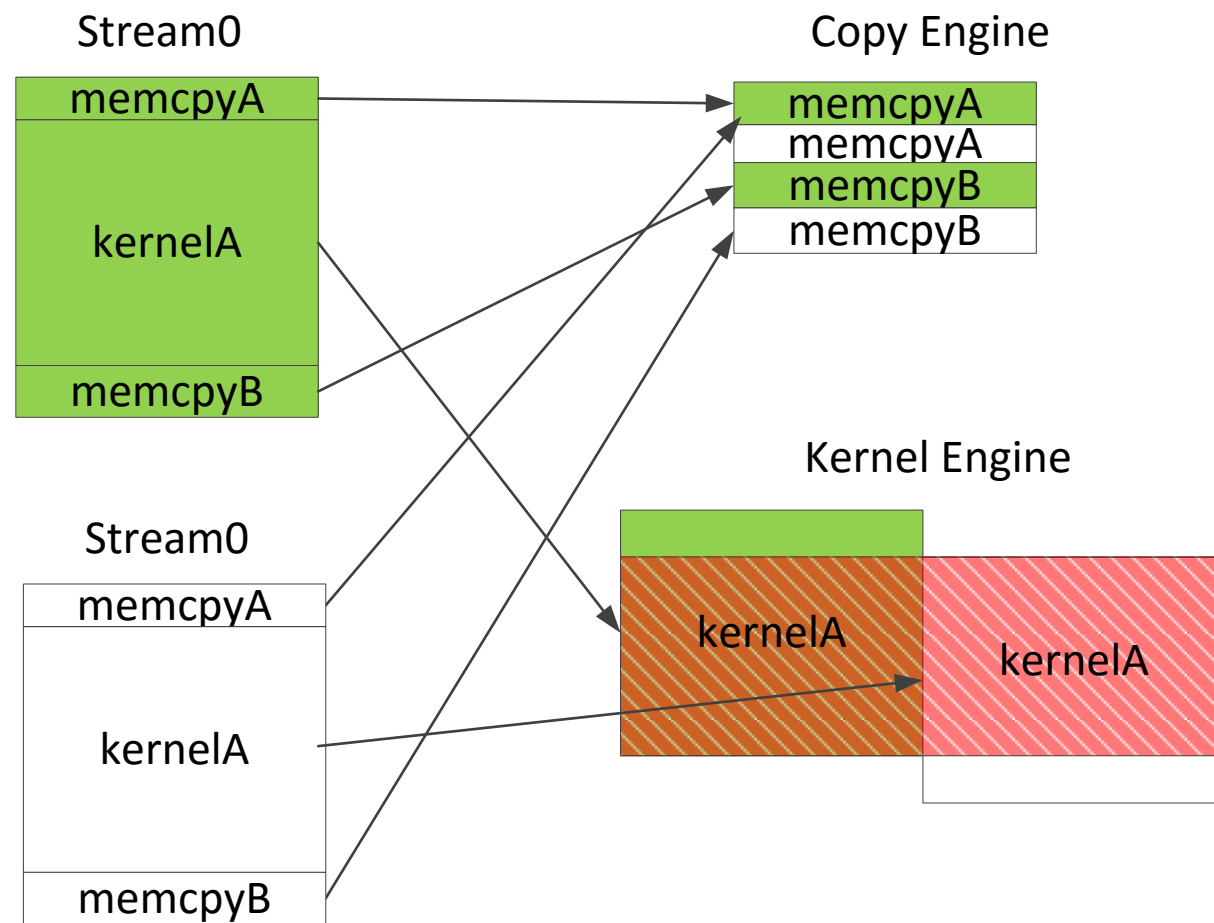 Stream0
memcpyA
kernelA
memcpyB
Stream0
memcpyA
kernelA
memcpyB
Copy Engine
memcpyA
memcpyA
memcpyB
memcpyB
Kernel Engine
kernelA
kernelA